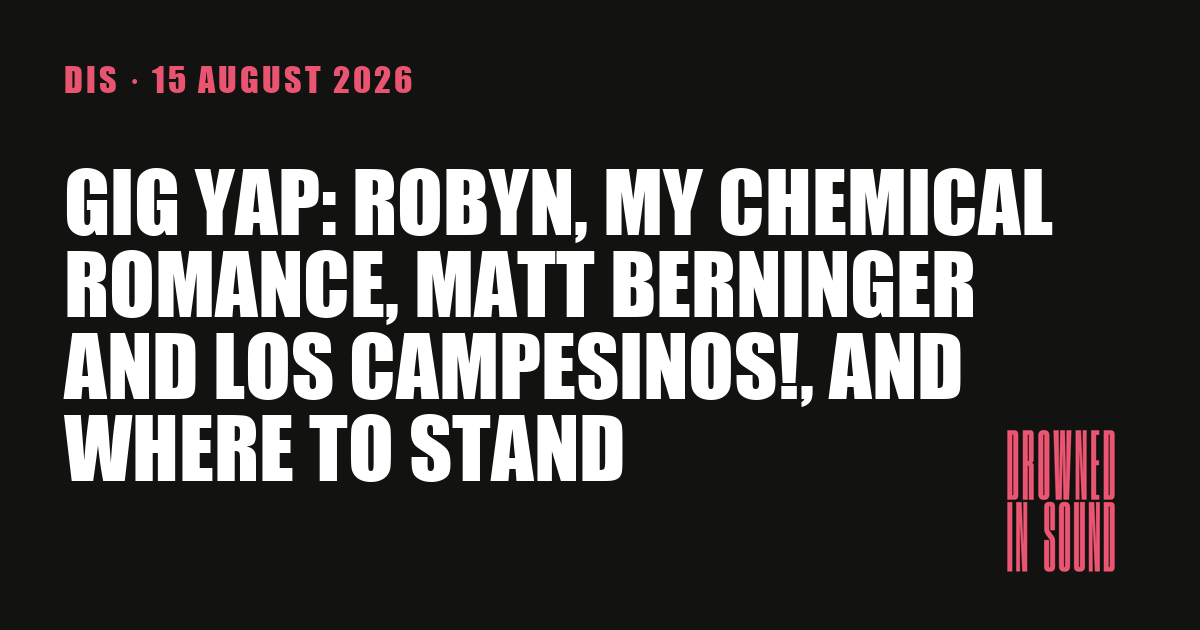 DIS · 15 AUGUST 2026
GIG YAP: ROBYN, MY CHEMICAL
ROMANCE, MATT BERNINGER
AND LOS CAMPESINOS!, AND
WHERE TO STAND
DROWNED
IN SOUND